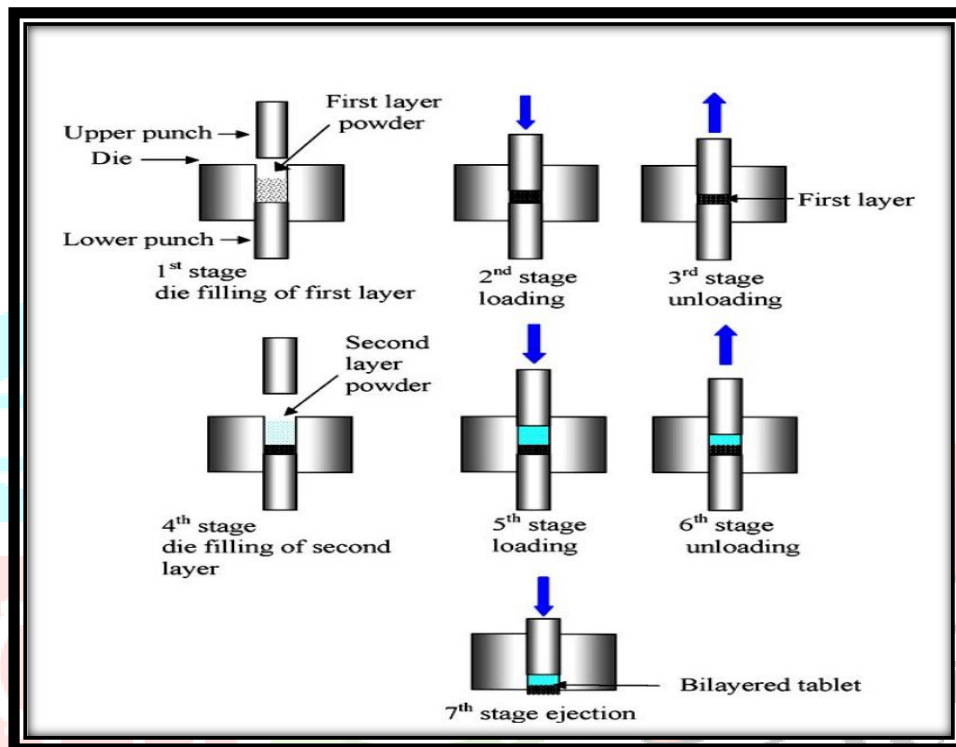 First layer
powder
Upper punch
Die
Lower punch
1st stage
die filling of first layer
2nd stage
loading
First layer
3rd stage
unloading
Second
layer
powder
4th stage
die filling of second
layer
5th stage
loading
6th stage
unloading
Bilayered tablet
7th stage ejection